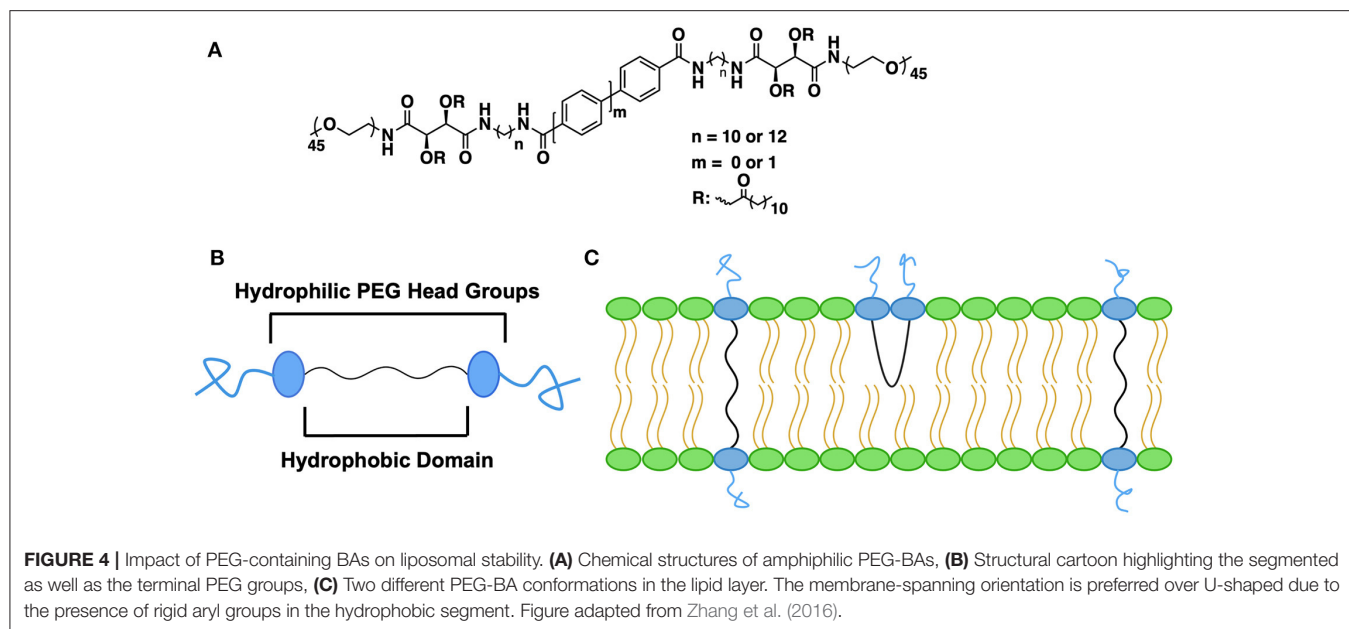 A
O
N
H
n
H
N
O
OR
OR
O
H
N
O
45
m
O
45
N
H
O
OR
OR
O
H
N
n
H
N
O
n = 10 or 12
m = 0 or 1
R:
O
10
B
C
Hydrophilic PEG Head Groups
Hydrophobic Domain
FIGURE 4 | Impact of PEG-containing BAs on liposomal stability. (A) Chemical structures of amphiphilic PEG-BAs, (B) Structural cartoon highlighting the segmented
as well as the terminal PEG groups, (C) Two different PEG-BA conformations in the lipid layer. The membrane-spanning orientation is preferred over U-shaped due to
the presence of rigid aryl groups in the hydrophobic segment. Figure adapted from Zhang et al. (2016).